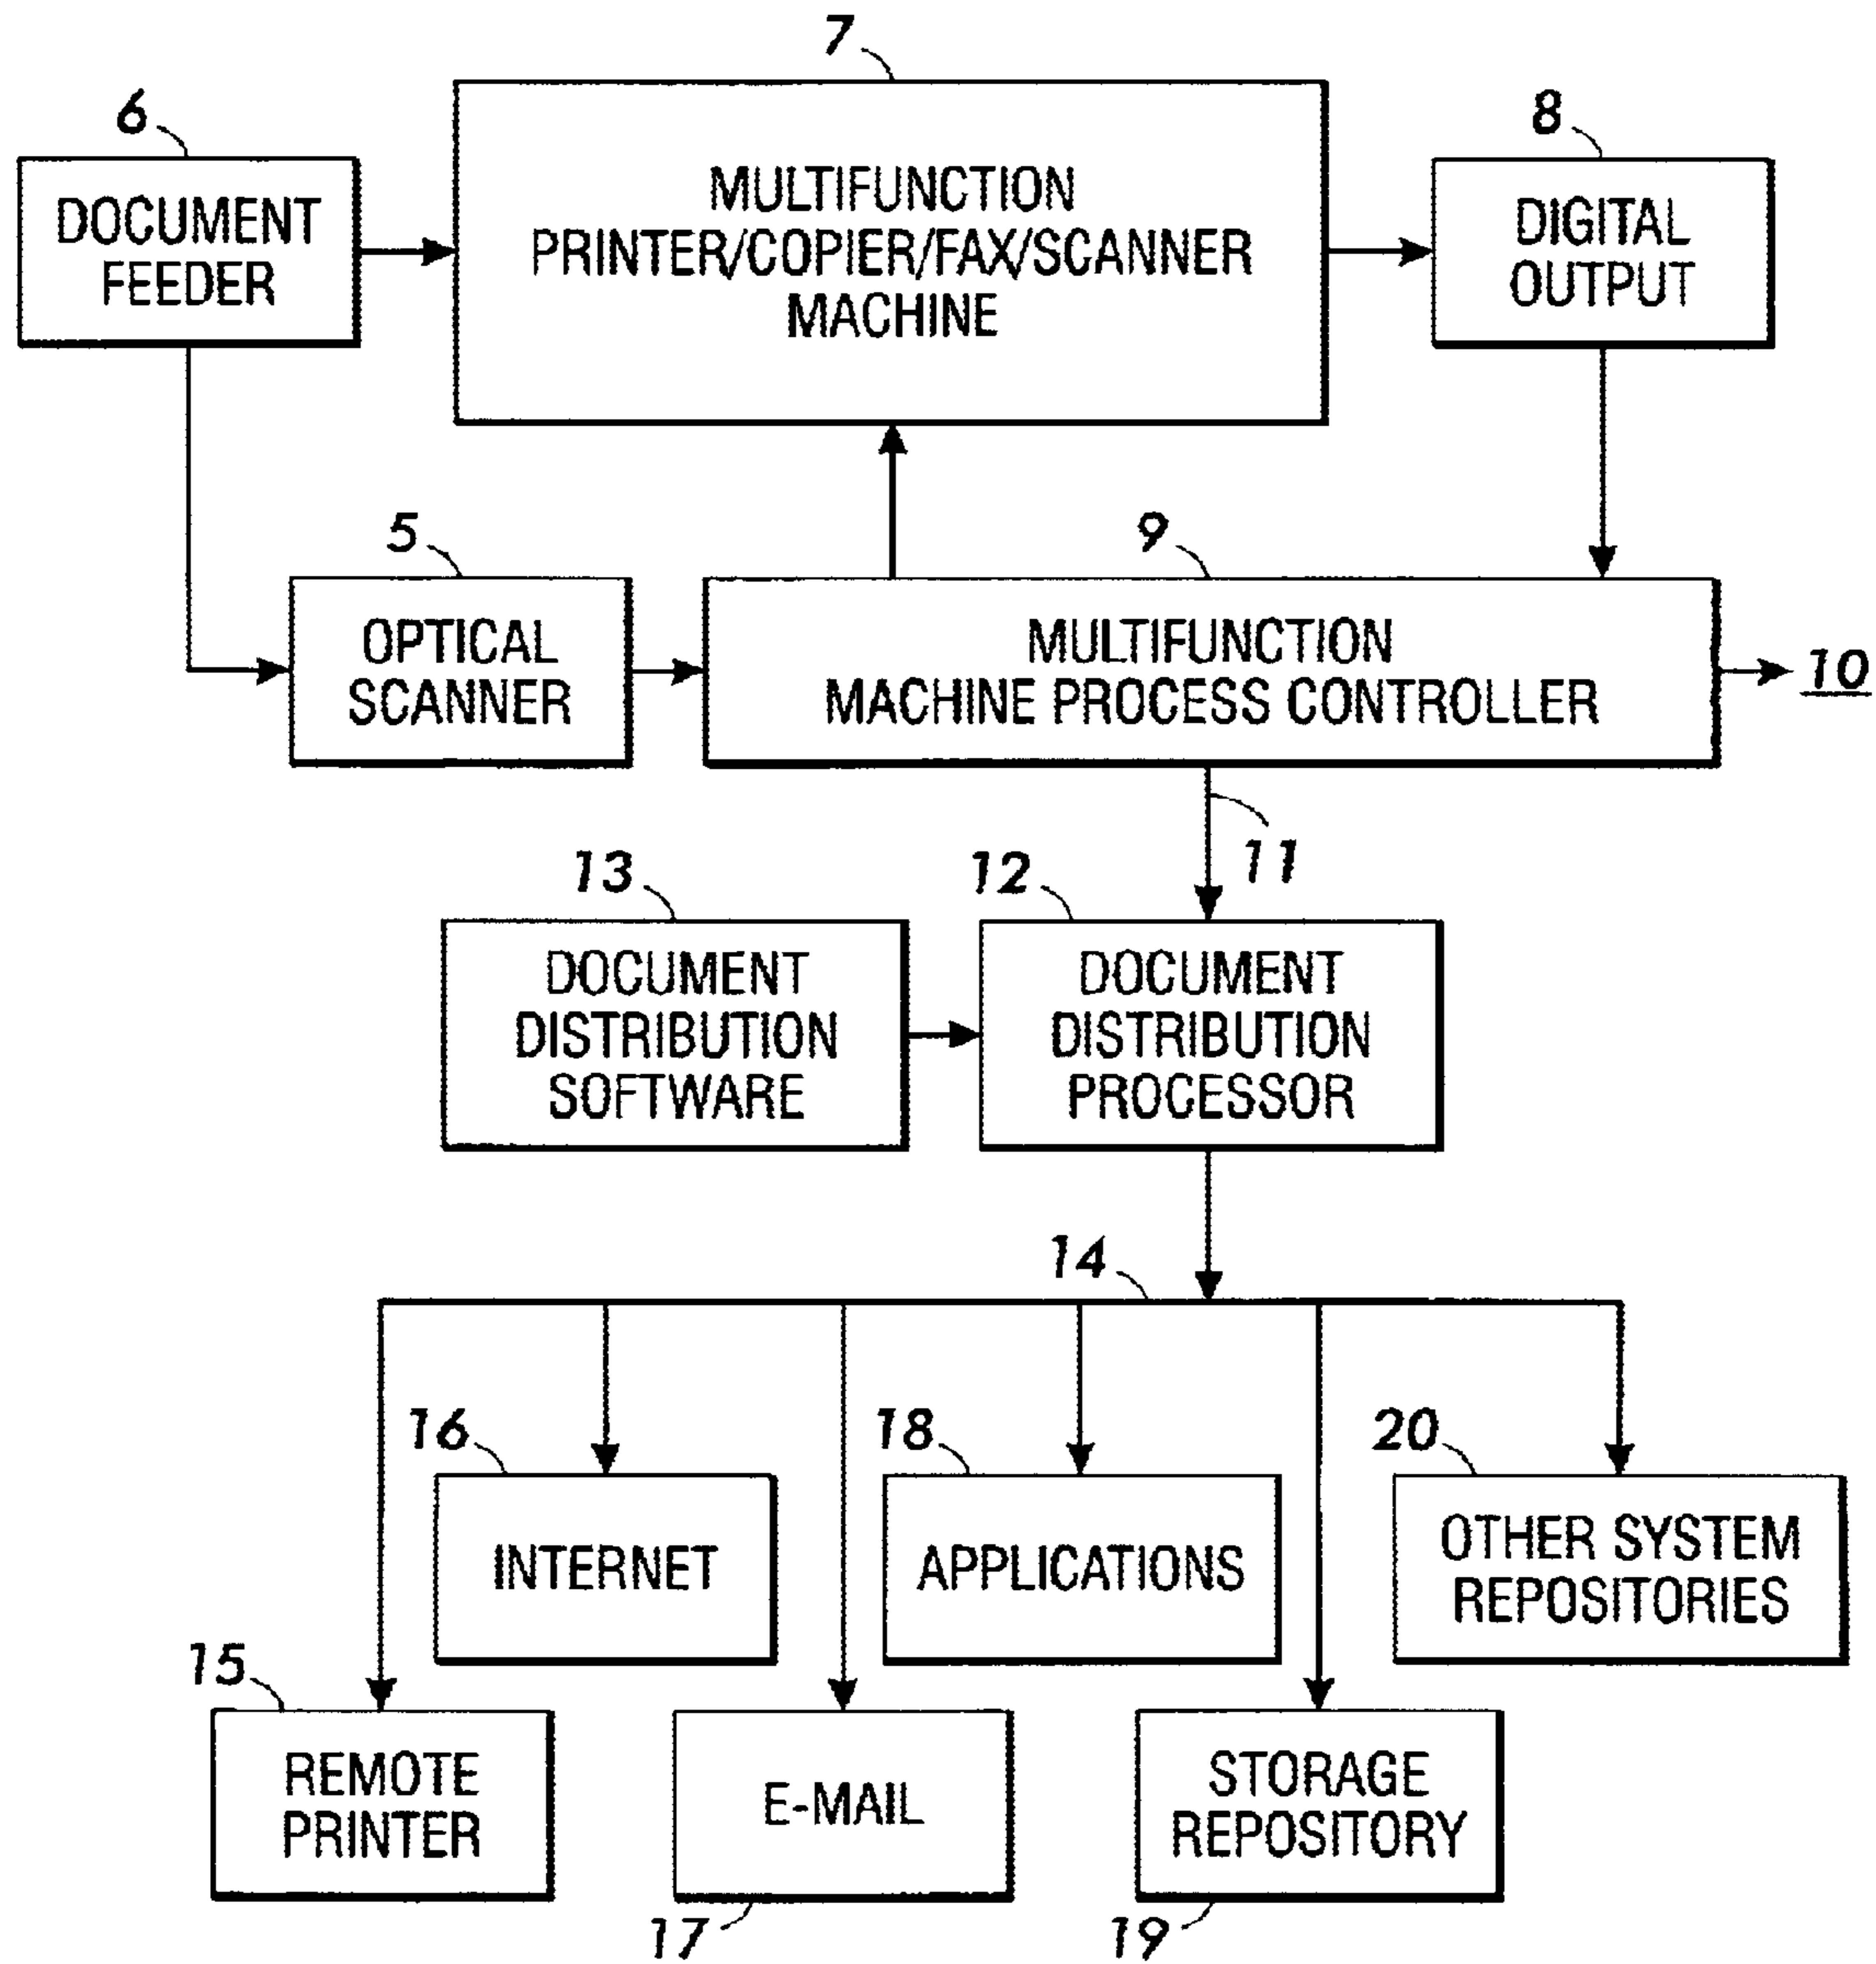 7
6
8
DOCUMENT
FEEDER
MULTIFUNCTION
PRINTER/COPIER/FAX/SCANNER
MACHINE
DIGITAL
OUTPUT
5
9
OPTICAL
SCANNER
MULTIFUNCTION
MACHINE PROCESS CONTROLLER
10
11
13
12
DOCUMENT
DISTRIBUTION
SOFTWARE
DOCUMENT
DISTRIBUTION
PROCESSOR
14
16
18
20
INTERNET
APPLICATIONS
OTHER SYSTEM
REPOSITORIES
15
REMOTE
PRINTER
E-MAIL
STORAGE
REPOSITORY
17
19